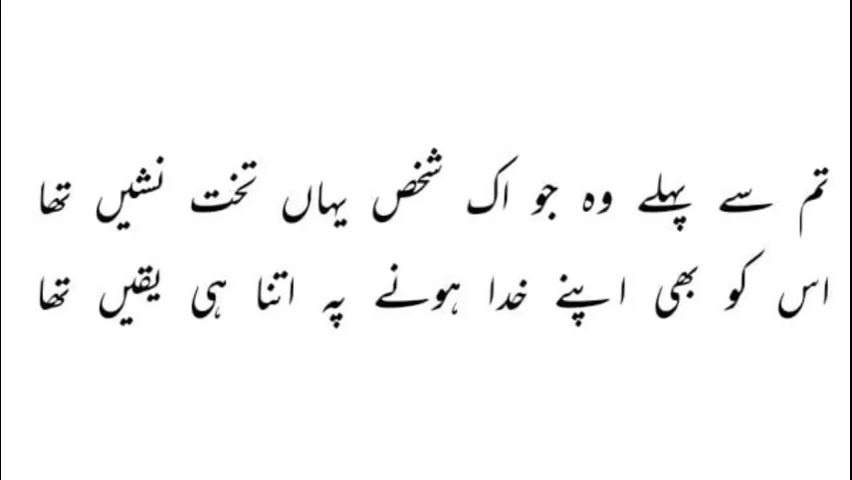 تم سے پہلے وہ جو اک شخص یہاں تخت نشیں تھا
اس کو بھی اپنے خدا ہونے پہ اتنا ہی یقیں تھا